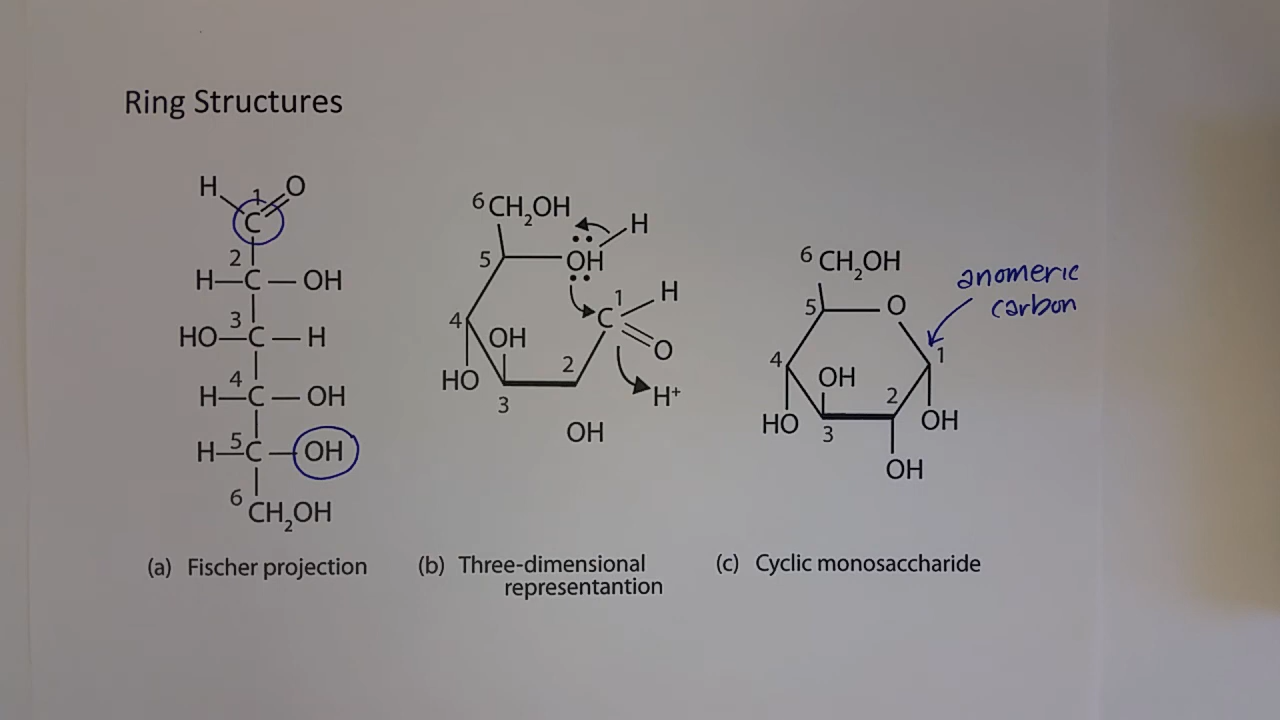 Ring Structures
H 1 O
C
2
H–C–OH
3
HO–C–H
4
H–C–OH
5
H–C–OH
6
CH₂OH
(a) Fischer projection
6 CH₂OH
H
5 OH
1 H
C
4 OH
2 O
HO
3
H⁺
OH
(b) Three-dimensional
representantion
6 CH₂OH
5 O
4 1
OH
2
HO 3 OH
OH
anomeric
carbon
(c) Cyclic monosaccharide